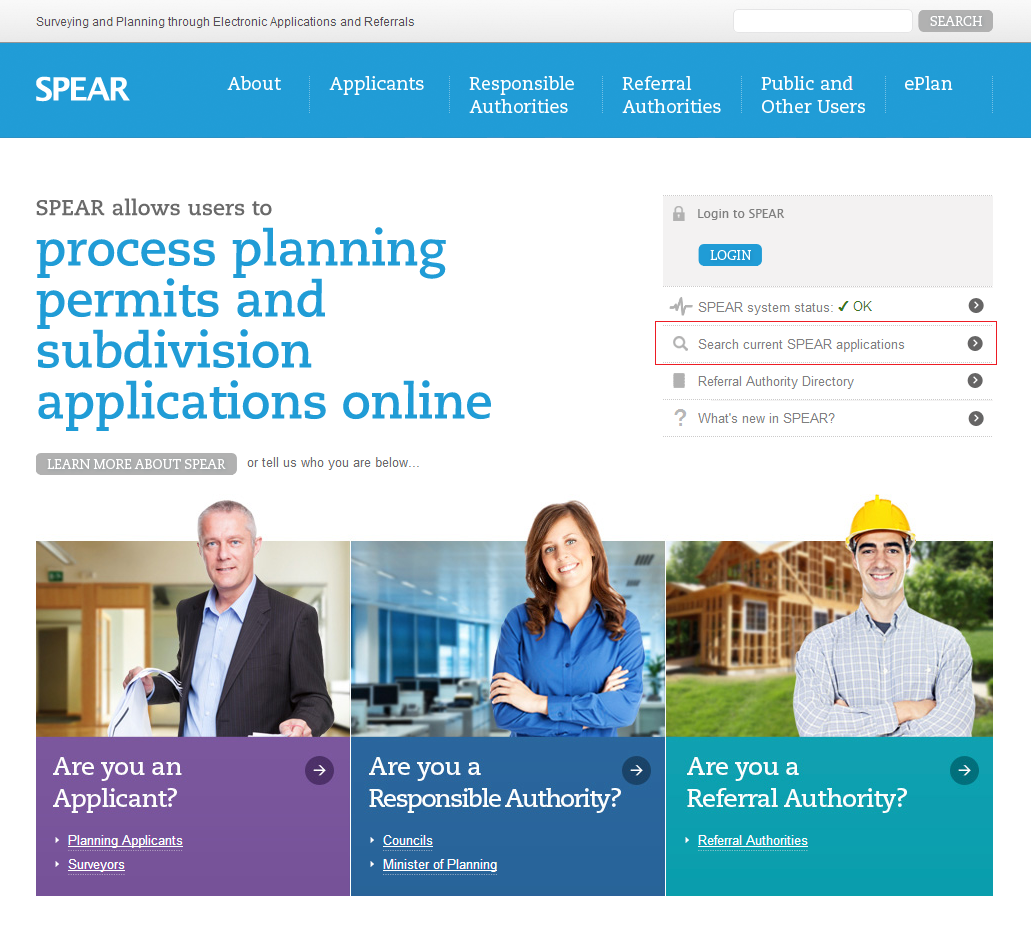 Surveying and Planning through Electronic Applications and Referrals
SEARCH
SPEAR
About
Applicants
Responsible
Authorities
Referral
Authorities
Public and
Other Users
ePlan
SPEAR allows users to
process planning
permits and
subdivision
applications online
LEARN MORE ABOUT SPEAR or tell us who you are below...
Login to SPEAR
LOGIN
SPEAR system status: ✓ OK
Search current SPEAR applications
Referral Authority Directory
What's new in SPEAR?
Are you an
Applicant?
Planning Applicants
Surveyors
Are you a
Responsible Authority?
Councils
Minister of Planning
Are you a
Referral Authority?
Referral Authorities